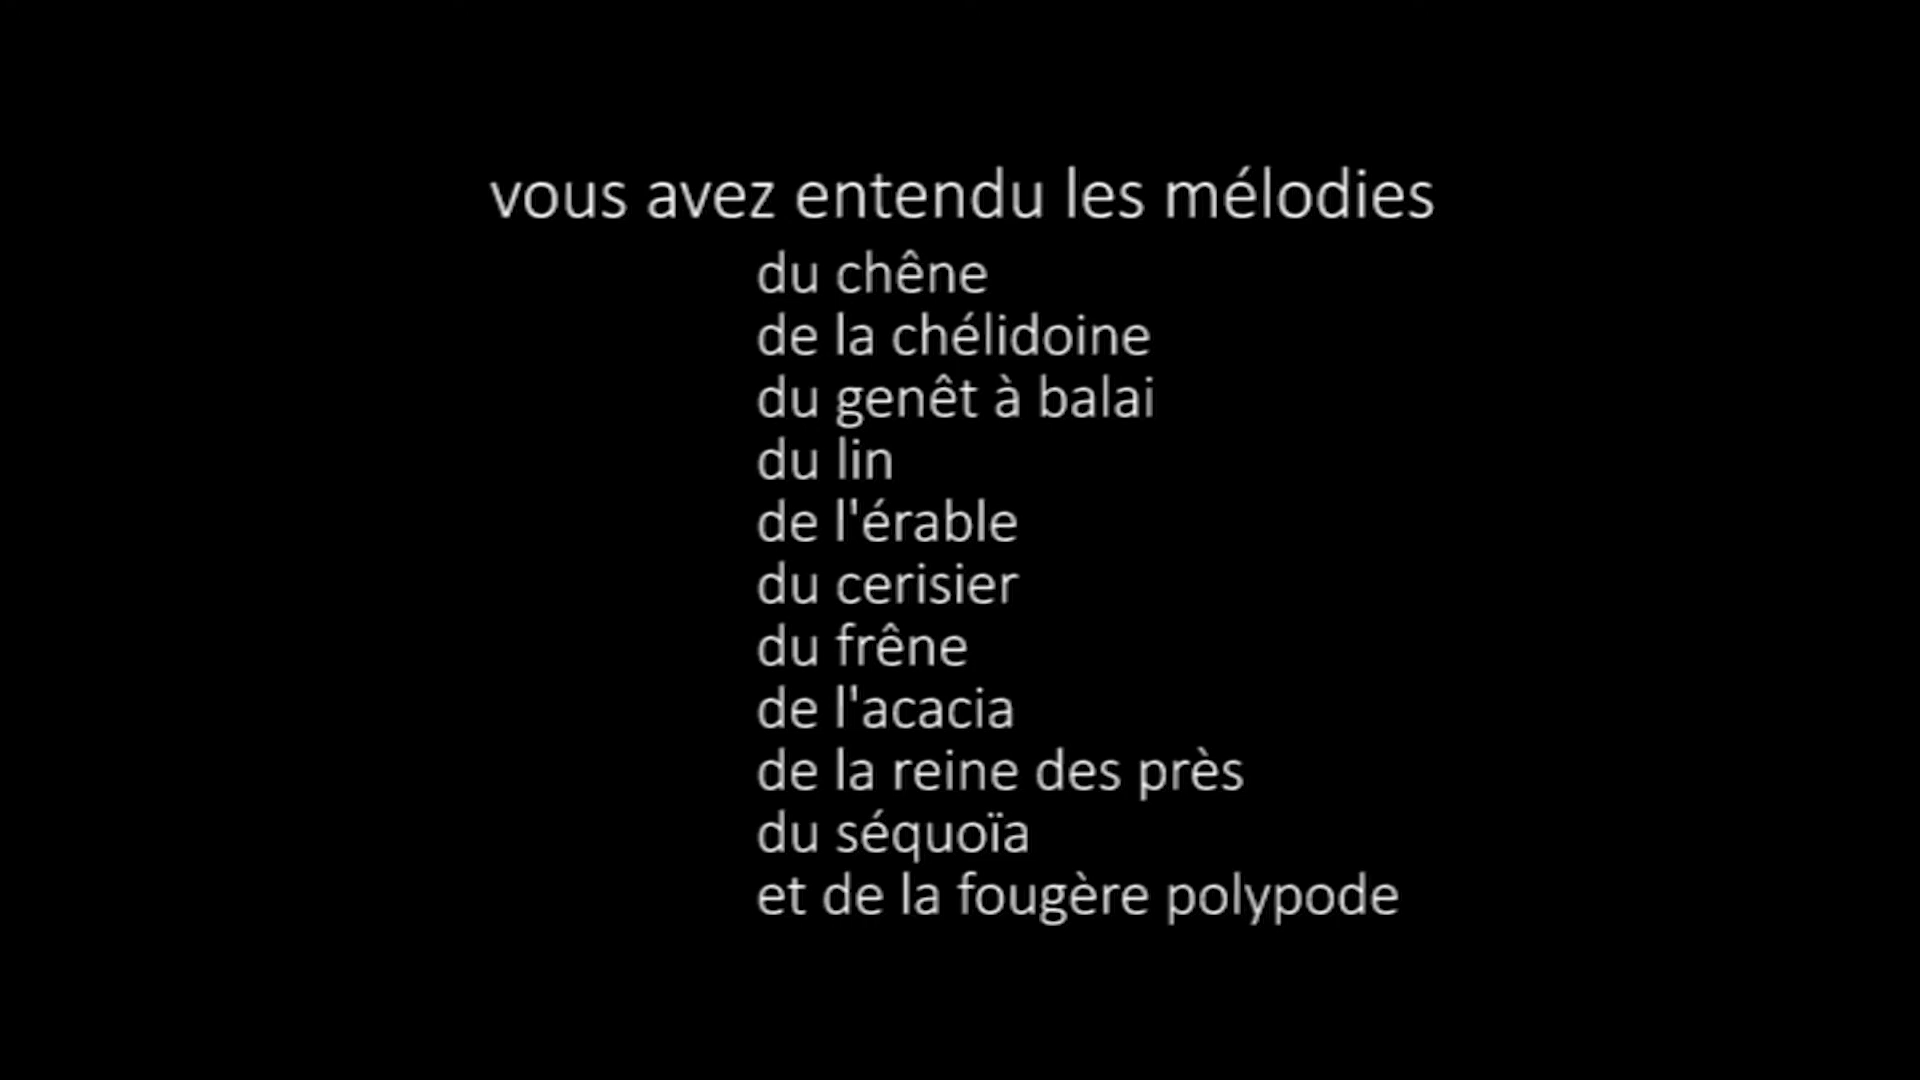 vous avez entendu les mélodies
du chêne
de la chélidoine
du genêt à balai
du lin
de l'érable
du cerisier
du frêne
de l'acacia
de la reine des près
du séquoïa
et de la fougère polypode